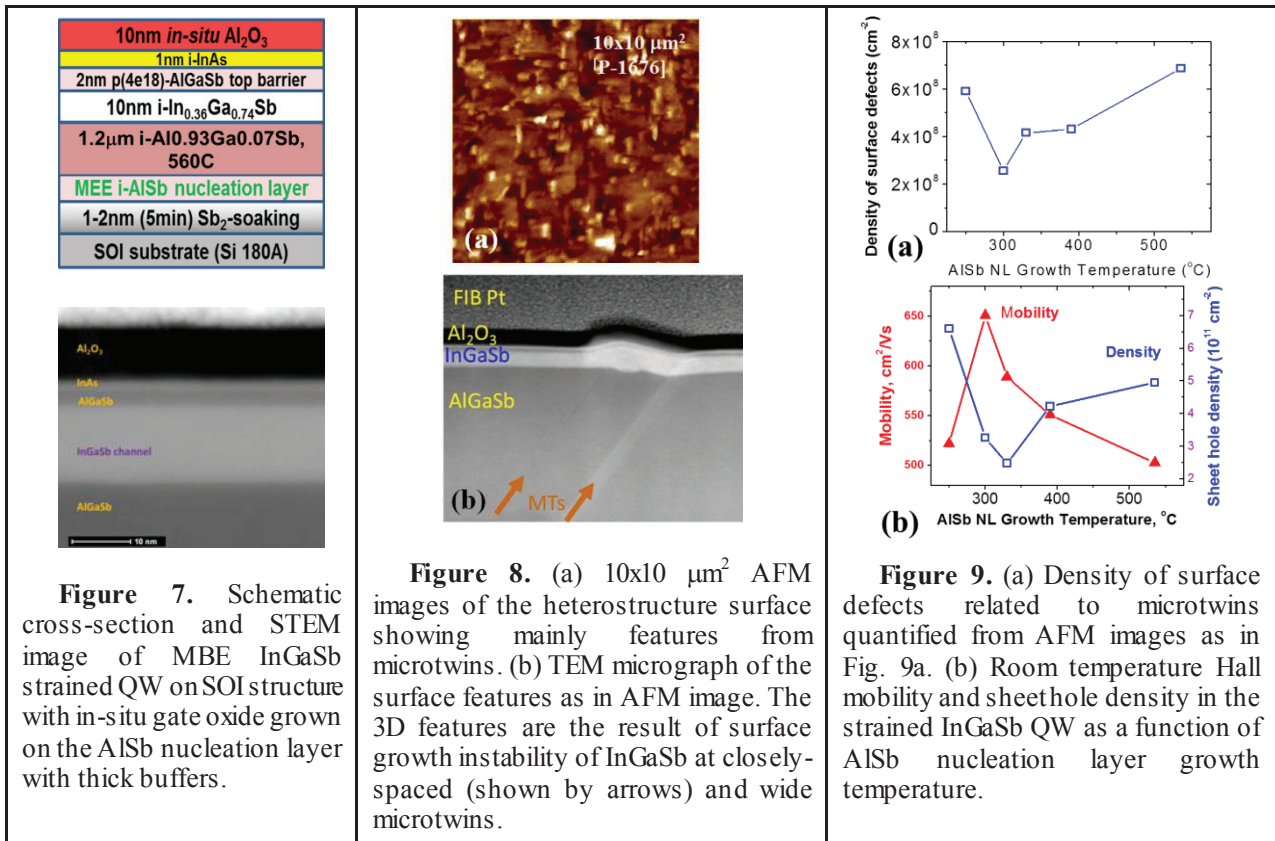 10nm in-situ Al₂O₃
1nm i-InAs
2nm p(4e18)-AlGaSb top barrier
10nm i-In₀.₃₆Ga₀.₇₄Sb
1.2μm i-Al0.93Ga0.07Sb,
560C
MEE i-AlSb nucleation layer
1-2nm (5min) Sb₂-soaking
SOI substrate (Si 180A)
Al₂O₃
InAs
AlGaSb
InGaSb channel
AlGaSb
10 nm
Figure 7. Schematic
cross-section and STEM
image of MBE InGaSb
strained QW on SOI structure
with in-situ gate oxide grown
on the AlSb nucleation layer
with thick buffers.
10x10 μm²
[P-1676]
(a)
FIB Pt
Al₂O₃
InGaSb
AlGaSb
(b)
MTs
Figure 8. (a) 10x10 μm² AFM
images of the heterostructure surface
showing mainly features from
microtwins. (b) TEM micrograph of the
surface features as in AFM image. The
3D features are the result of surface
growth instability of InGaSb at closely-
spaced (shown by arrows) and wide
microtwins.
Density of surface defects (cm⁻²)
8x10⁸
6x10⁸
4x10⁸
2x10⁸
0
300 400 500
(a)
AlSb NL Growth Temperature (°C)
Mobility, cm²/Vs
650
600
550
500
Mobility
Density
7
6
5
4
3
2
Sheet hole density (10¹¹ cm⁻²)
300 400 500
(b)
AlSb NL Growth Temperature, °C
Figure 9. (a) Density of surface
defects related to microtwins
quantified from AFM images as in
Fig. 9a. (b) Room temperature Hall
mobility and sheet hole density in the
strained InGaSb QW as a function of
AlSb nucleation layer growth
temperature.